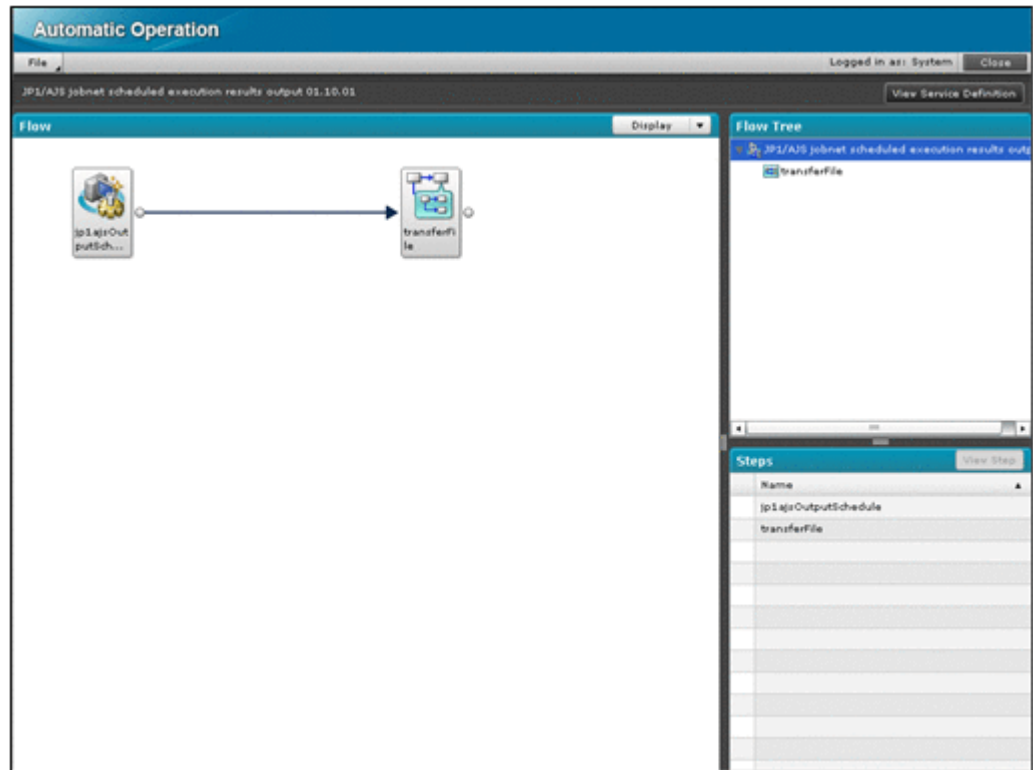 Automatic Operation
File
Logged in as: System
Close
JP1/AJS jobnet scheduled execution results output 01.10.01
View Service Definition
Flow
Display
Flow Tree
JP1/AJS jobnet scheduled execution results outp
transferFile
jp1ajsOut
putSch...
transferFi
le
Steps
View Step
Name
jp1ajsOutputSchedule
transferFile